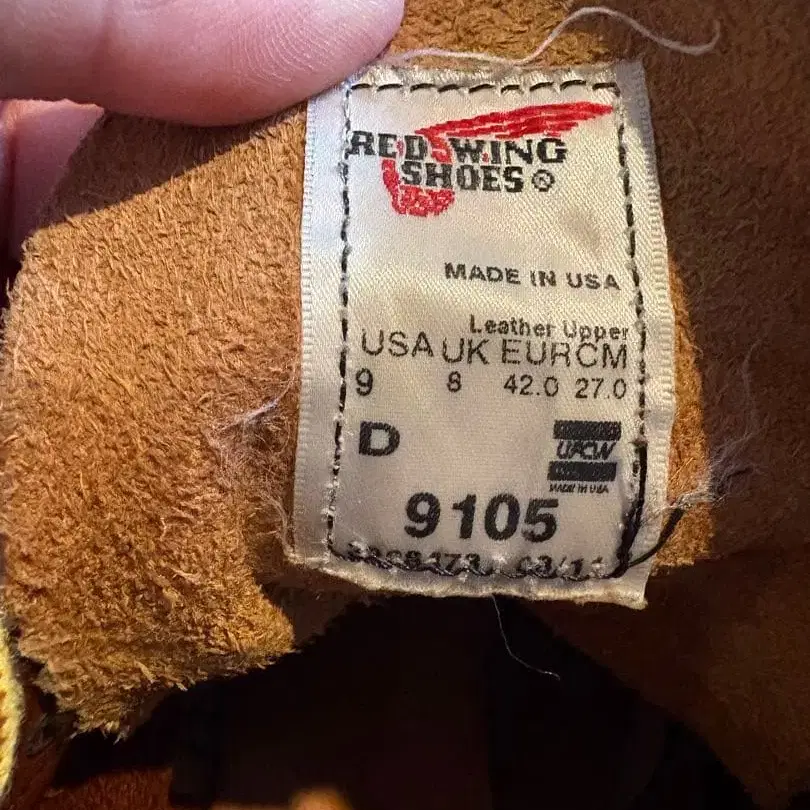 RED WING
SHOES®
MADE IN USA
Leather Upper
USA UK EUR CM
9 8 42.0 27.0
D
UFCW
MADE IN USA
9105